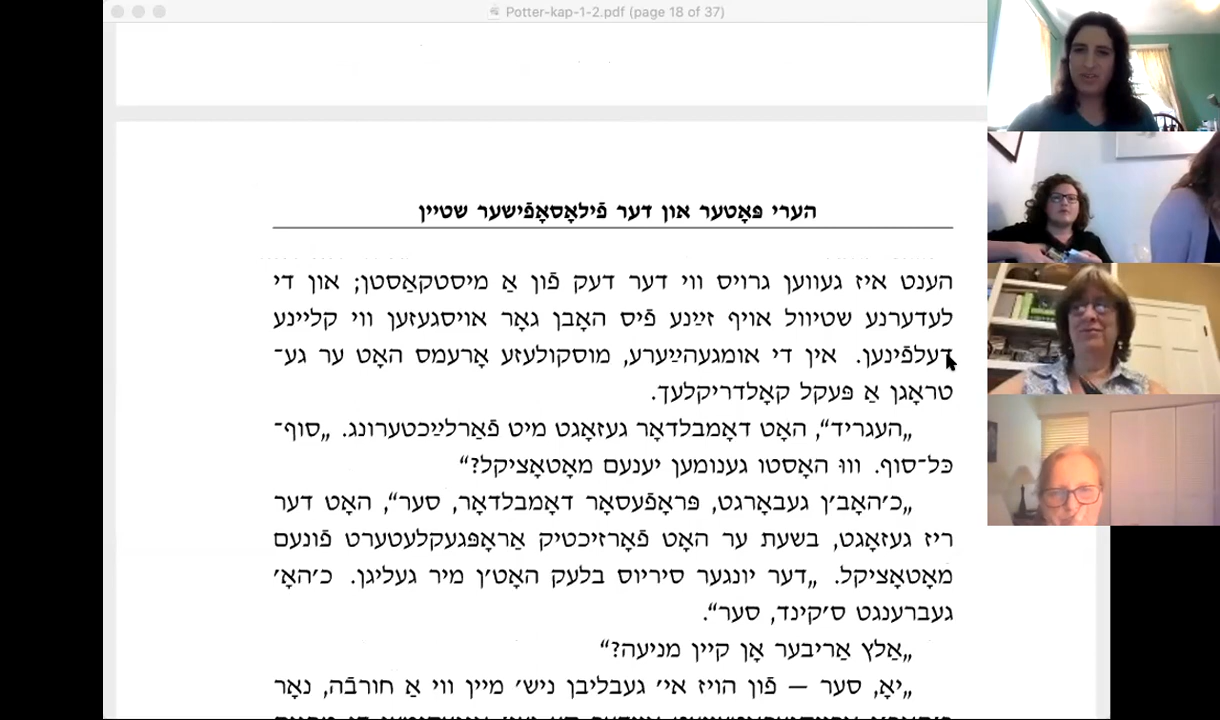 Potter-kap-1-2.pdf (page 18 of 37)
הערי פּאָטער און דער פֿילאָסאָפֿישער שטיין
הענט איז געווען גרויס ווי דער דעק פֿון אַ מיסטקאַסטן; און די
לעדערנע שטיוול אויף זײַנע פֿיס האָבן גאָר אויסגעזען ווי קליינע
דעלפֿינען. אין די אומגעהײַערע, מוסקולעזע אָרעמס האָט ער גע־
טראָגן אַ פּעקל קאָלדריקלעך.
„העגריד“, האָט דאָמבלדאָר געזאָגט מיט פֿאַרלײַכטערונג. „סוף־
כּל־סוף. וווּ האָסטו גענומען יענעם מאָטאָציקל?“
„כ׳האָב׳ן געבאָרגט, פּראָפֿעסאָר דאָמבלדאָר, סער“, האָט דער
ריז געזאָגט, בשעת ער האָט פֿאָרזיכטיק אַראָפּגעקלעטערט פֿונעם
מאָטאָציקל. „דער יונגער סיריוס בלעק האָט׳ן מיר געליגן. כ׳האָ׳
געברענגט ס׳קינד, סער“.
„אַלץ אַריבער אָן קיין מניעה?“
„יאָ, סער — פֿון הויז אי׳ געבליבן ניש׳ מיין ווי אַ חורבֿה, נאָר